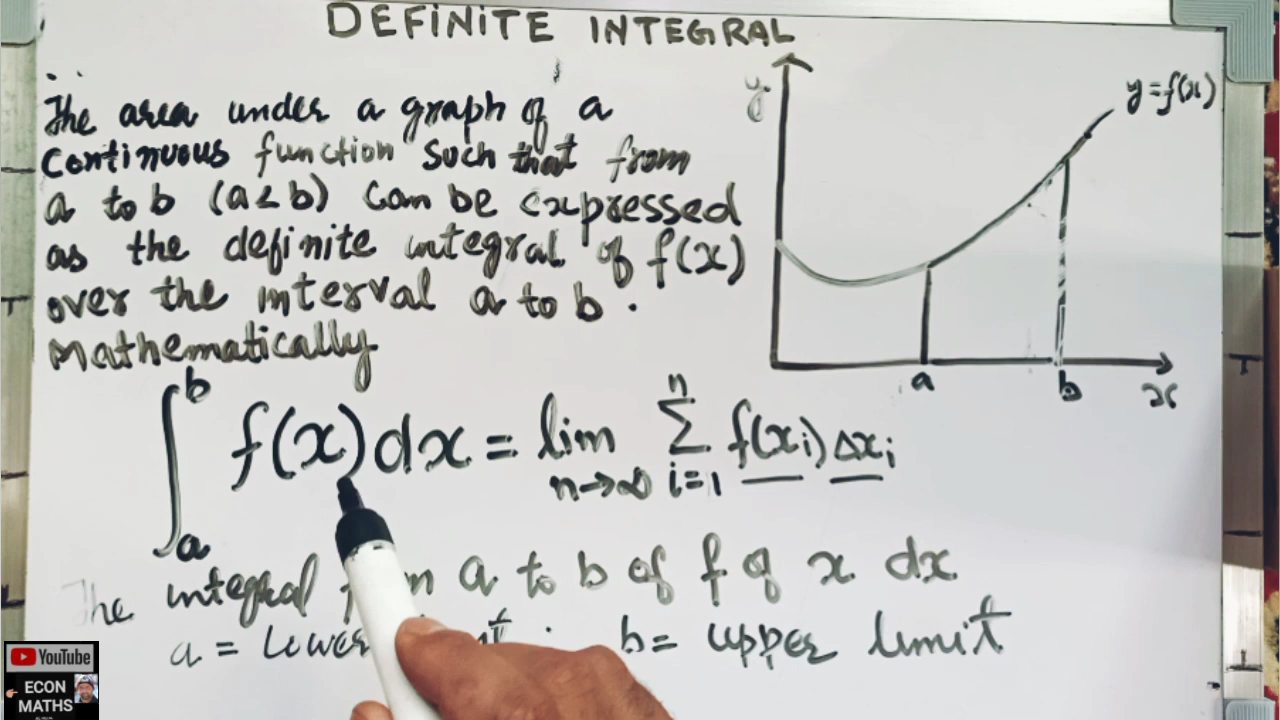 DEFINITE INTEGRAL
The area under a graph of a
continuous function such that from
a to b (a<b) can be expressed
as the definite integral of f(x)
over the interval a to b.
Mathematically
∫ₐᵇ f(x)dx = lim n→∞ Σ i=1 n f(xᵢ) Δxᵢ
The integral a to b of f of x dx
a = Lower b = upper limit
y
y = f(x)
a b x
YouTube
ECON
MATHS